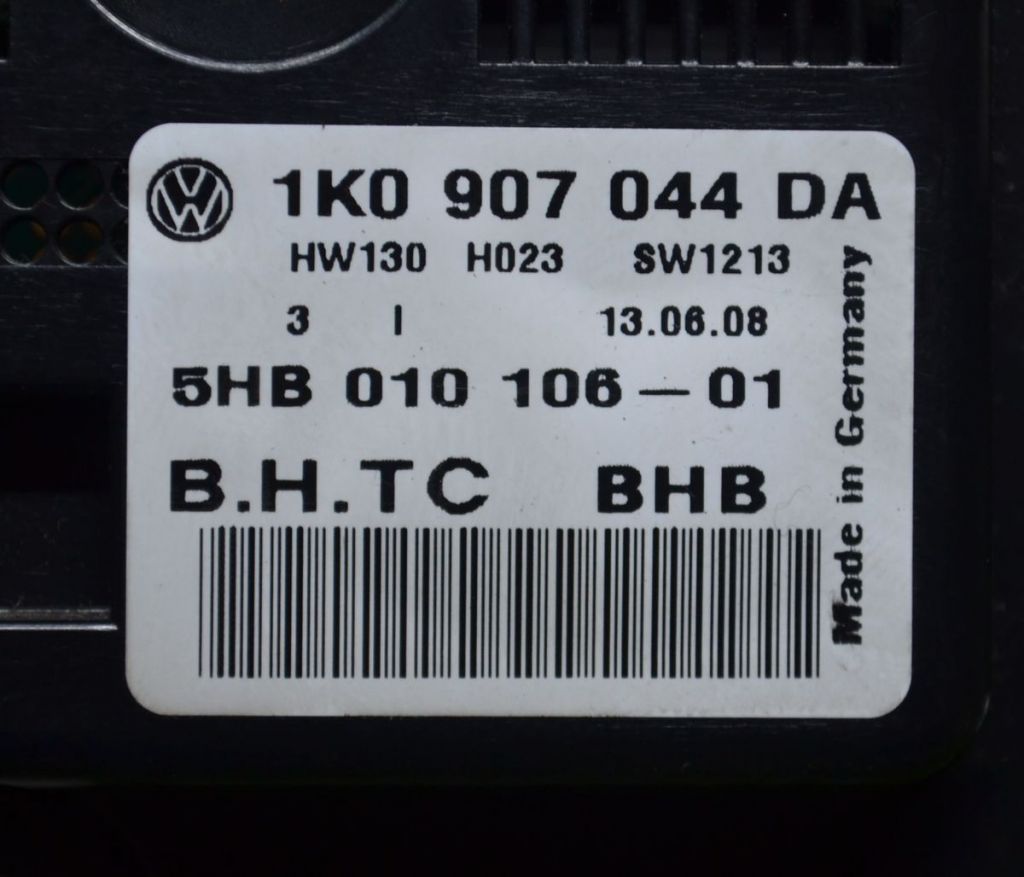 1K0 907 044 DA
HW130 H023 SW1213
3 I 13.06.08
5HB 010 106 — 01
B.H.TC BHB
Made in Germany